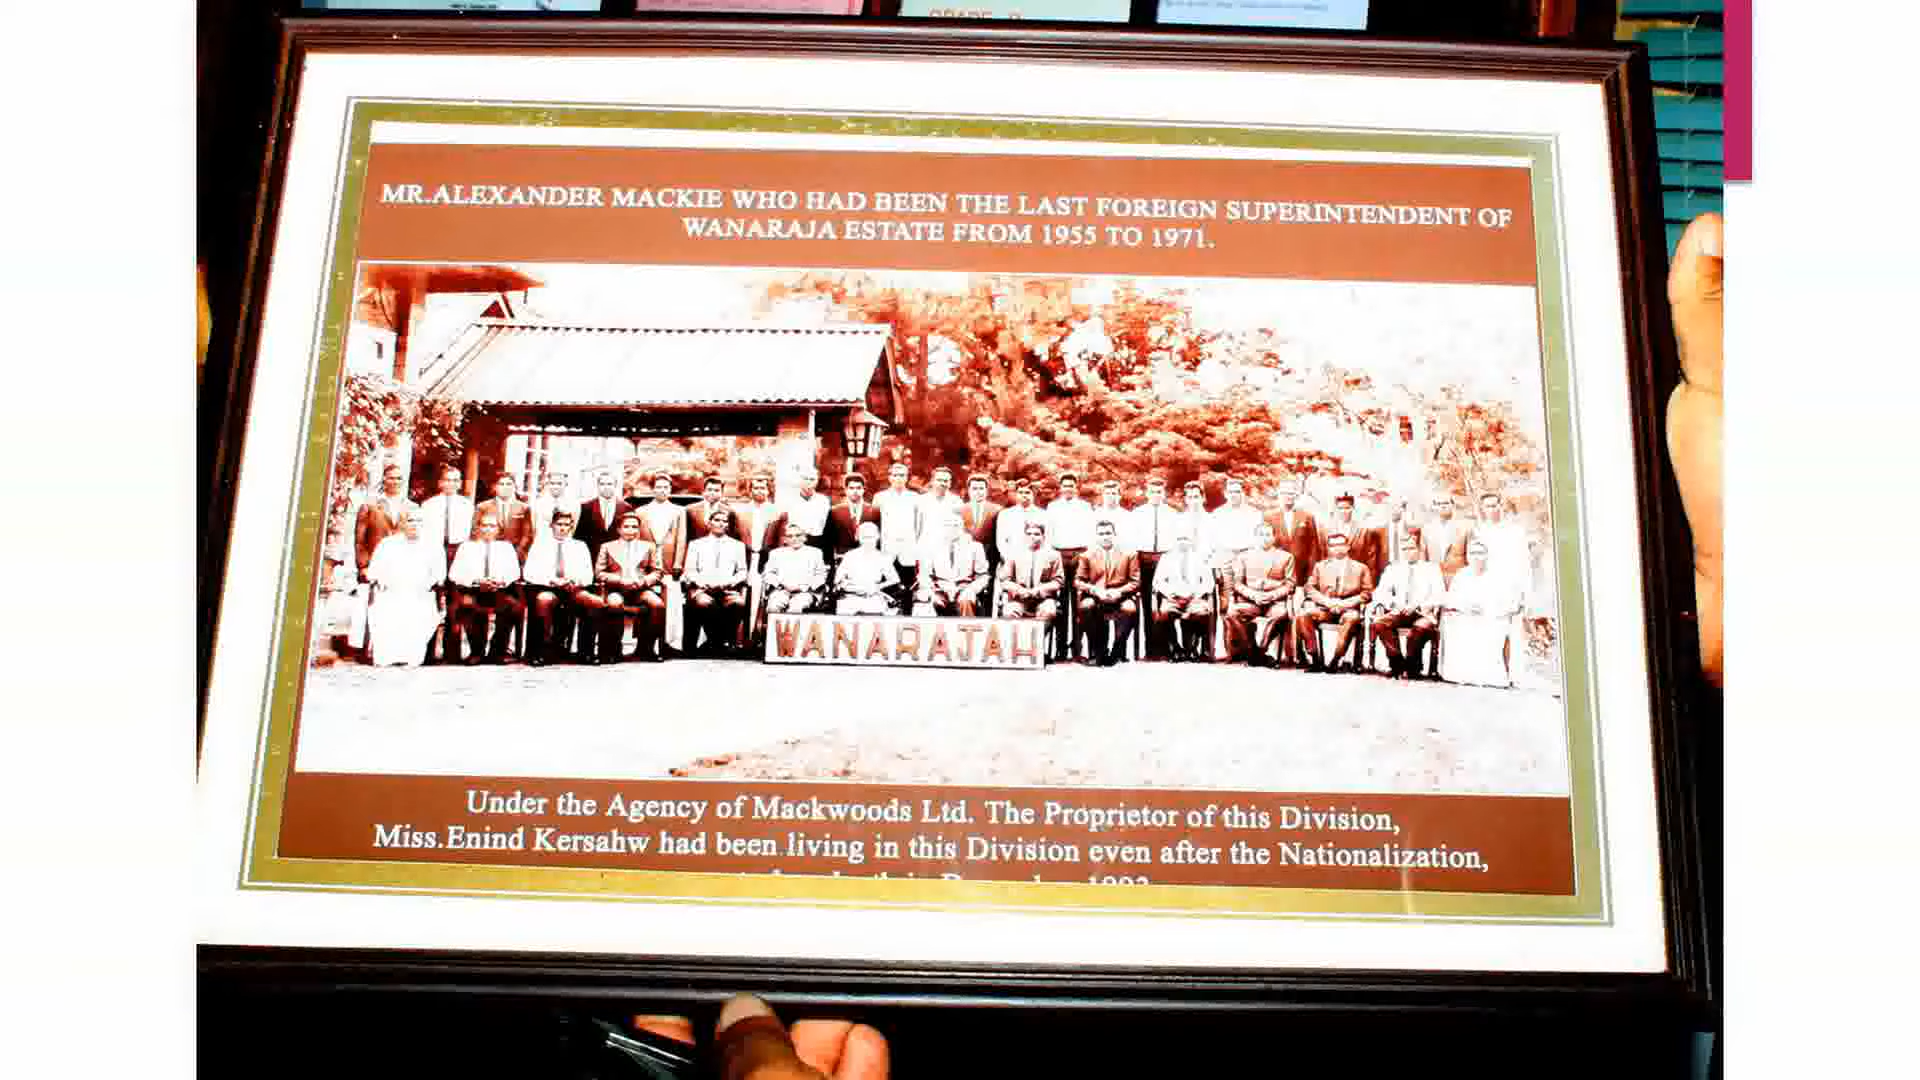 MR.ALEXANDER MACKIE WHO HAD BEEN THE LAST FOREIGN SUPERINTENDENT OF
WANARAJA ESTATE FROM 1955 TO 1971.
WANARAJAH
Under the Agency of Mackwoods Ltd. The Proprietor of this Division,
Miss.Enind Kersahw had been living in this Division even after the Nationalization,